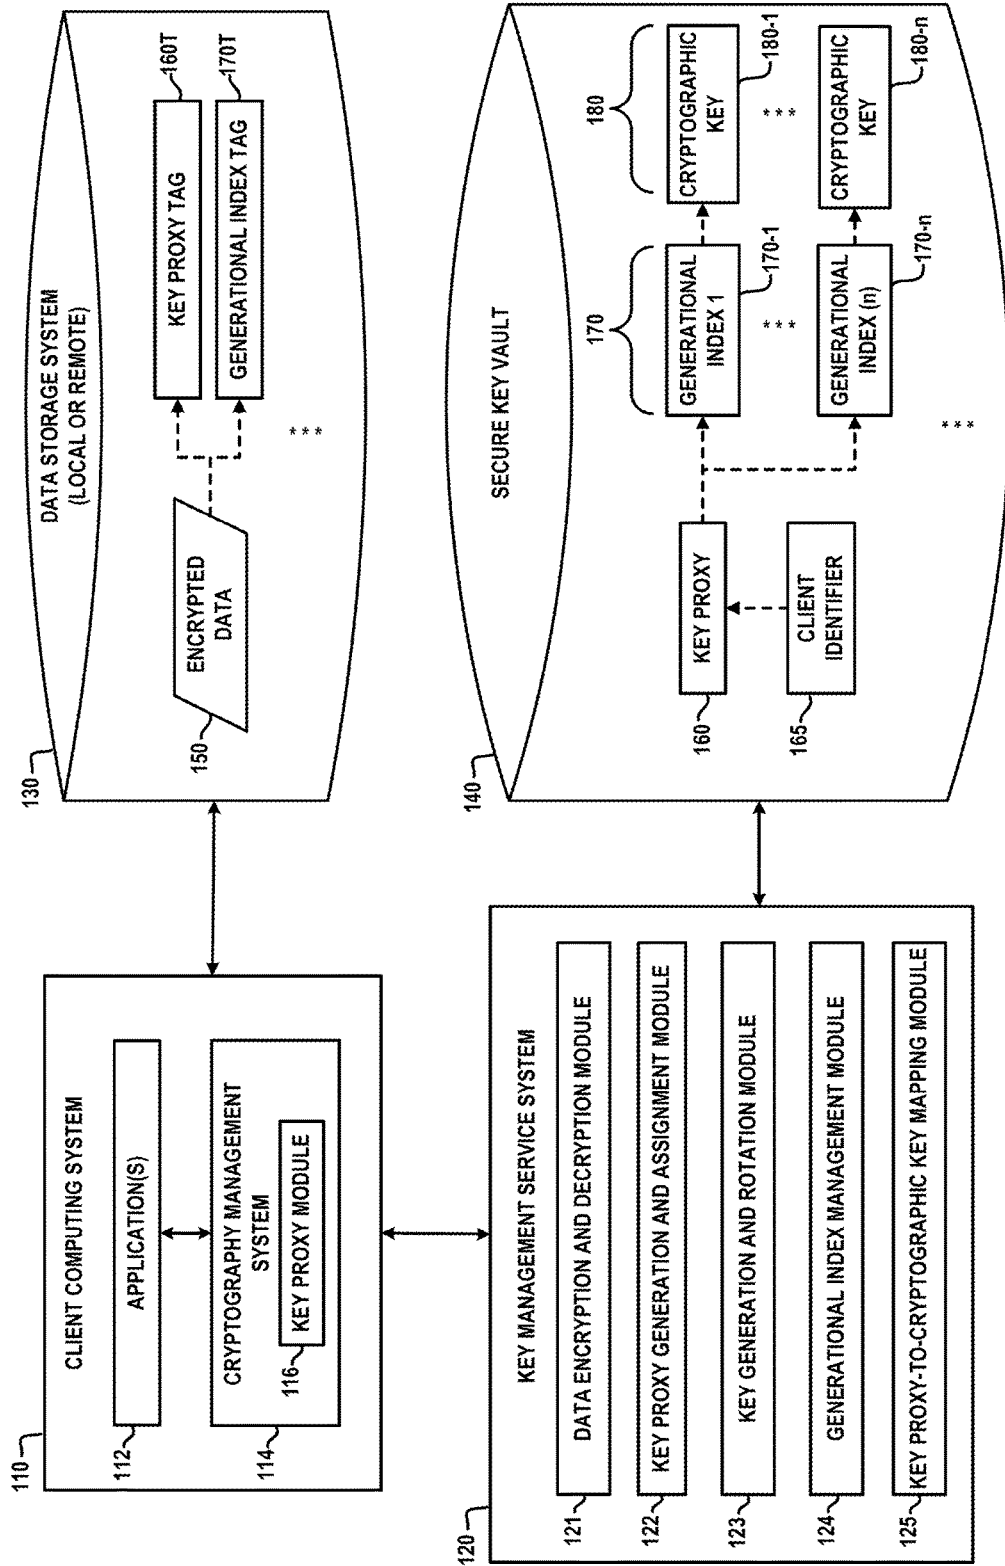 110
CLIENT COMPUTING SYSTEM
APPLICATION(S)
112
CRYPTOGRAPHY MANAGEMENT
SYSTEM
KEY PROXY MODULE
116
114
130
DATA STORAGE SYSTEM
(LOCAL OR REMOTE)
ENCRYPTED
DATA
150
KEY PROXY TAG
160T
GENERATIONAL INDEX TAG
170T
***
120
KEY MANAGEMENT SERVICE SYSTEM
DATA ENCRYPTION AND DECRYPTION MODULE
121
KEY PROXY GENERATION AND ASSIGNMENT MODULE
122
KEY GENERATION AND ROTATION MODULE
123
GENERATIONAL INDEX MANAGEMENT MODULE
124
KEY PROXY-TO-CRYPTOGRAPHIC KEY MAPPING MODULE
125
140
SECURE KEY VAULT
KEY PROXY
160
CLIENT
IDENTIFIER
165
170
GENERATIONAL
INDEX 1
170-1
***
GENERATIONAL
INDEX (n)
170-n
180
CRYPTOGRAPHIC
KEY
180-1
***
CRYPTOGRAPHIC
KEY
180-n
***